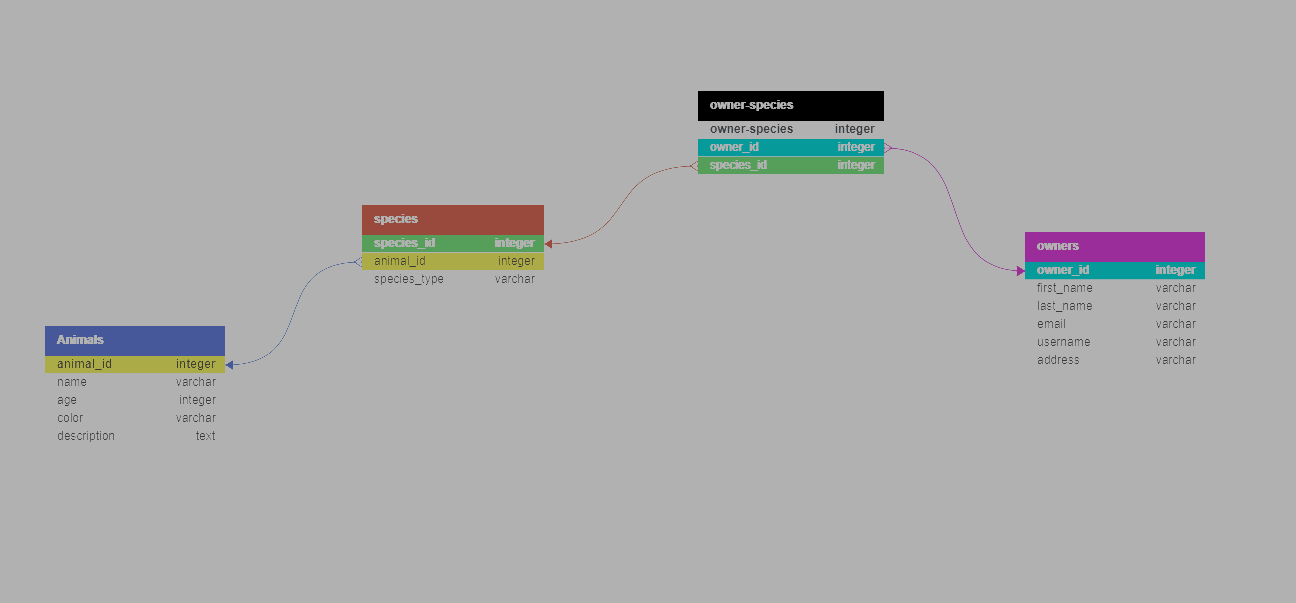 owner-species
owner-species integer
owner_id integer
species_id integer
species
species_id integer
animal_id integer
species_type varchar
owners
owner_id integer
first_name varchar
last_name varchar
email varchar
username varchar
address varchar
Animals
animal_id integer
name varchar
age integer
color varchar
description text